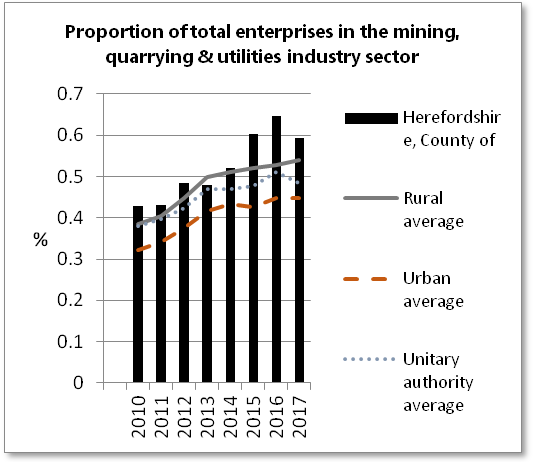 Proportion of total enterprises in the mining,
quarrying & utilities industry sector
0.7
0.6
0.5
0.4
0.3
0.2
0.1
0
%
2010
2011
2012
2013
2014
2015
2016
2017
Herefordshir
e, County of
Rural
average
Urban
average
Unitary
authority
average